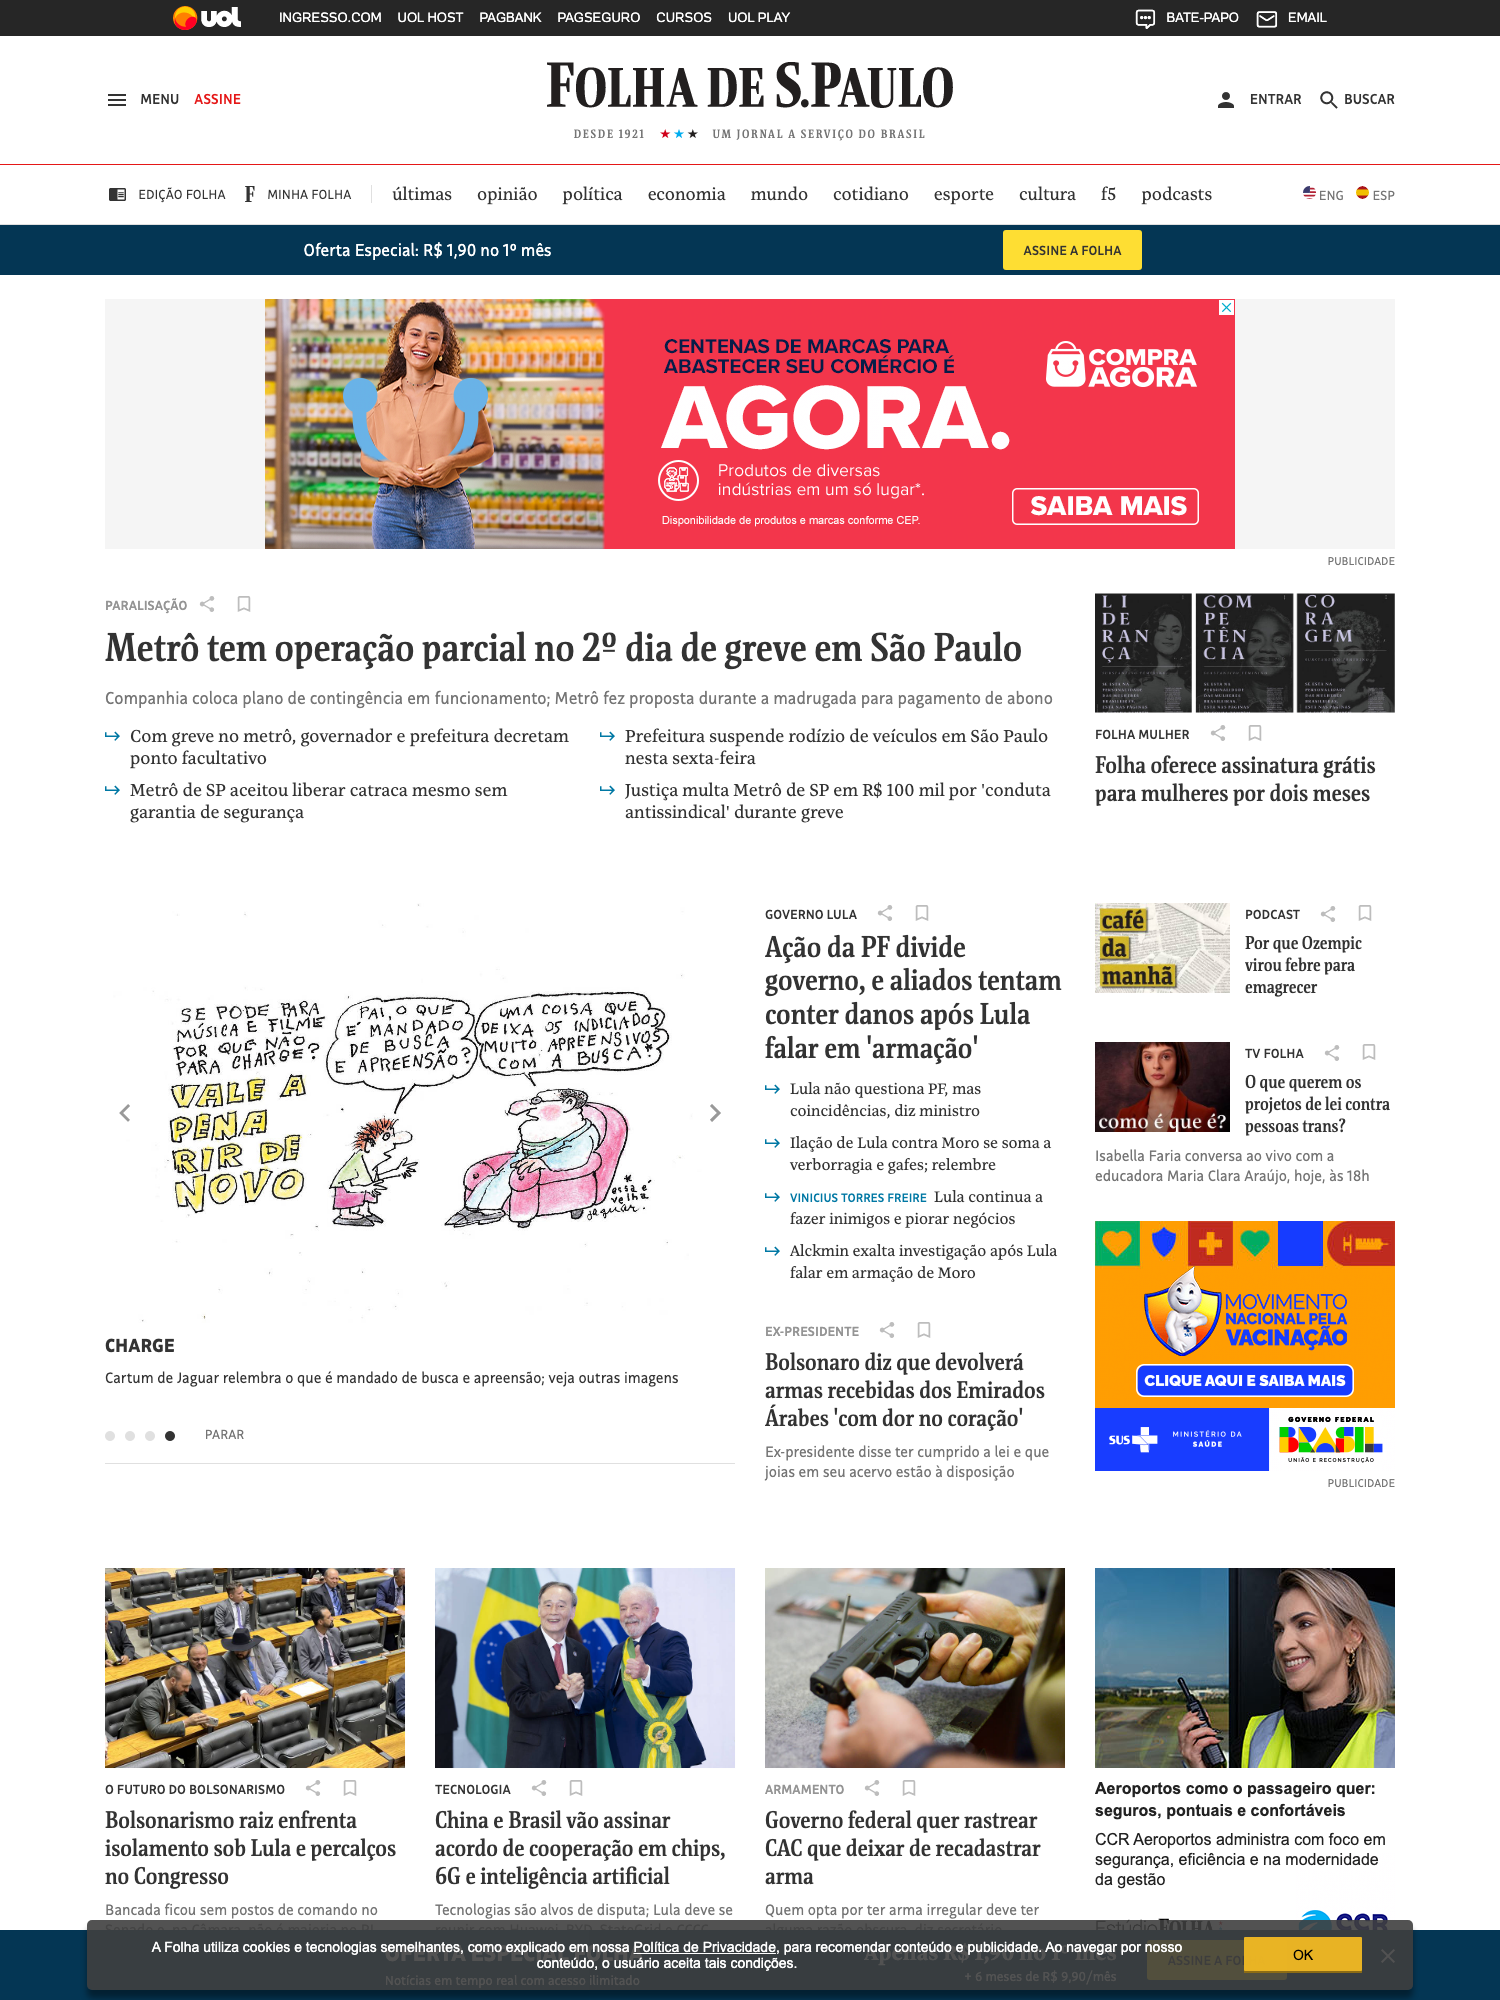 uol INGRESSO.COM UOL HOST PAGBANK PAGSEGURO CURSOS UOL PLAY BATE-PAPO EMAIL
MENU ASSINE
FOLHA DE S.PAULO
DESDE 1921 ★★★ UM JORNAL A SERVIÇO DO BRASIL
ENTRAR BUSCAR
EDIÇÃO FOLHA F MINHA FOLHA últimas opinião política economia mundo cotidiano esporte cultura f5 podcasts ENG ESP
Oferta Especial: R$ 1,90 no 1º mês
ASSINE A FOLHA
CENTENAS DE MARCAS PARA
ABASTECER SEU COMÉRCIO É
AGORA.
Produtos de diversas
indústrias em um só lugar*.
Disponibilidade de produtos e marcas conforme CEP.
COMPRA
AGORA
SAIBA MAIS
PUBLICIDADE
PARALISAÇÃO
Metrô tem operação parcial no 2º dia de greve em São Paulo
Companhia coloca plano de contingência em funcionamento; Metrô fez proposta durante a madrugada para pagamento de abono
Com greve no metrô, governador e prefeitura decretam
ponto facultativo
Metrô de SP aceitou liberar catraca mesmo sem
garantia de segurança
Prefeitura suspende rodízio de veículos em São Paulo
nesta sexta-feira
Justiça multa Metrô de SP em R$ 100 mil por 'conduta
antissindical' durante greve
LI
DE
RAN
ÇA
COM
PE
TÊN
CIA
CO
RA
GEM
FOLHA MULHER
Folha oferece assinatura grátis
para mulheres por dois meses
SE PODE PARA
MÚSICA E FILME
POR QUE NÃO
PARA CHARGE?
VALE A
PENA
RIR DE
NOVO
PAI, O QUE
É MANDADO
DE BUSCA
E APREENSÃO?
UMA COISA QUE
DEIXA OS INDICIADOS
MUITO APREENSIVOS
COM A BUSCA!*
* essa é
velha
jaguar.
CHARGE
Cartum de Jaguar relembra o que é mandado de busca e apreensão; veja outras imagens
PARAR
GOVERNO LULA
Ação da PF divide
governo, e aliados tentam
conter danos após Lula
falar em 'armação'
Lula não questiona PF, mas
coincidências, diz ministro
Ilação de Lula contra Moro se soma a
verborragia e gafes; relembre
VINICIUS TORRES FREIRE Lula continua a
fazer inimigos e piorar negócios
Alckmin exalta investigação após Lula
falar em armação de Moro
EX-PRESIDENTE
Bolsonaro diz que devolverá
armas recebidas dos Emirados
Árabes 'com dor no coração'
Ex-presidente disse ter cumprido a lei e que
joias em seu acervo estão à disposição
café
da
manhã
PODCAST
Por que Ozempic
virou febre para
emagrecer
como é que é?
TV FOLHA
O que querem os
projetos de lei contra
pessoas trans?
Isabella Faria conversa ao vivo com a
educadora Maria Clara Araújo, hoje, às 18h
MOVIMENTO
NACIONAL PELA
VACINAÇÃO
CLIQUE AQUI E SAIBA MAIS
SUS
MINISTÉRIO DA
SAÚDE
GOVERNO FEDERAL
BRASIL
UNIÃO E RECONSTRUÇÃO
PUBLICIDADE
O FUTURO DO BOLSONARISMO
Bolsonarismo raiz enfrenta
isolamento sob Lula e percalços
no Congresso
Bancada ficou sem postos de comando no
TECNOLOGIA
China e Brasil vão assinar
acordo de cooperação em chips,
6G e inteligência artificial
Tecnologias são alvos de disputa; Lula deve se
ARMAMENTO
Governo federal quer rastrear
CAC que deixar de recadastrar
arma
Quem opta por ter arma irregular deve ter
Aeroportos como o passageiro quer:
seguros, pontuais e confortáveis
CCR Aeroportos administra com foco em
segurança, eficiência e na modernidade
da gestão
EstúdioFOLHA
CCR
A Folha utiliza cookies e tecnologias semelhantes, como explicado em nossa Política de Privacidade, para recomendar conteúdo e publicidade. Ao navegar por nosso
conteúdo, o usuário aceita tais condições.
OK
Notícias em tempo real com acesso ilimitado
Apenas R$ 1,90 no 1º mês
+ 6 meses de R$ 9,90/mês
ASSINE A FO